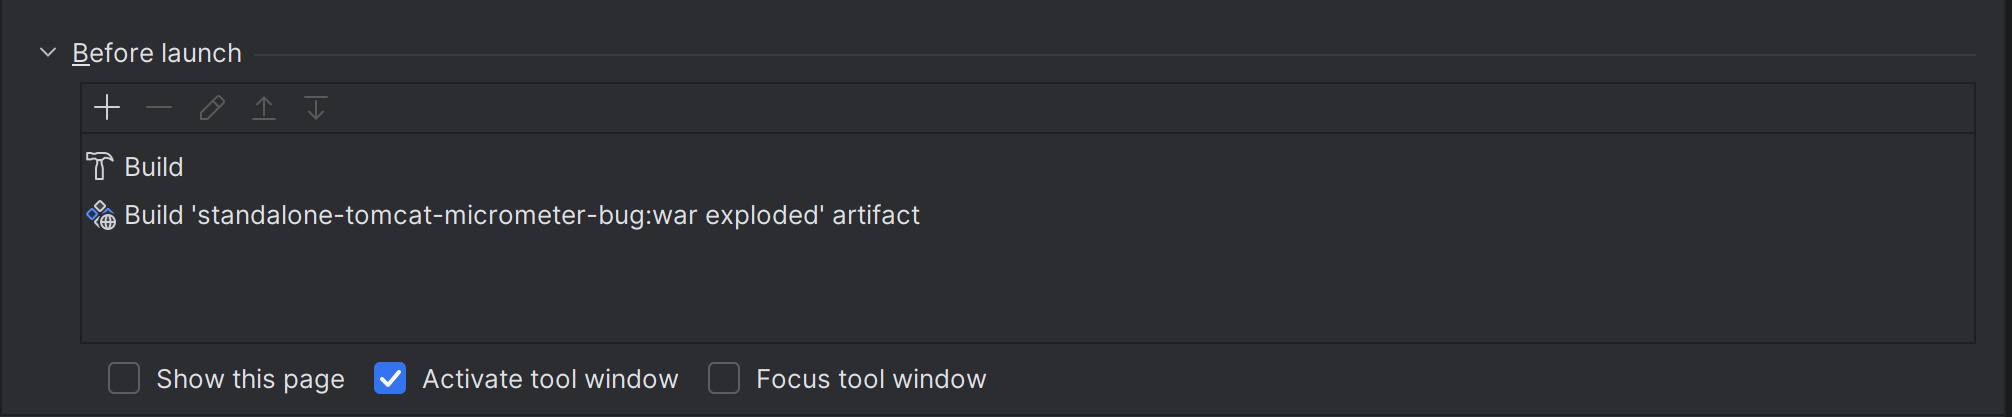 Before launch
Build
Build 'standalone-tomcat-micrometer-bug:war exploded' artifact
Show this page Activate tool window Focus tool window